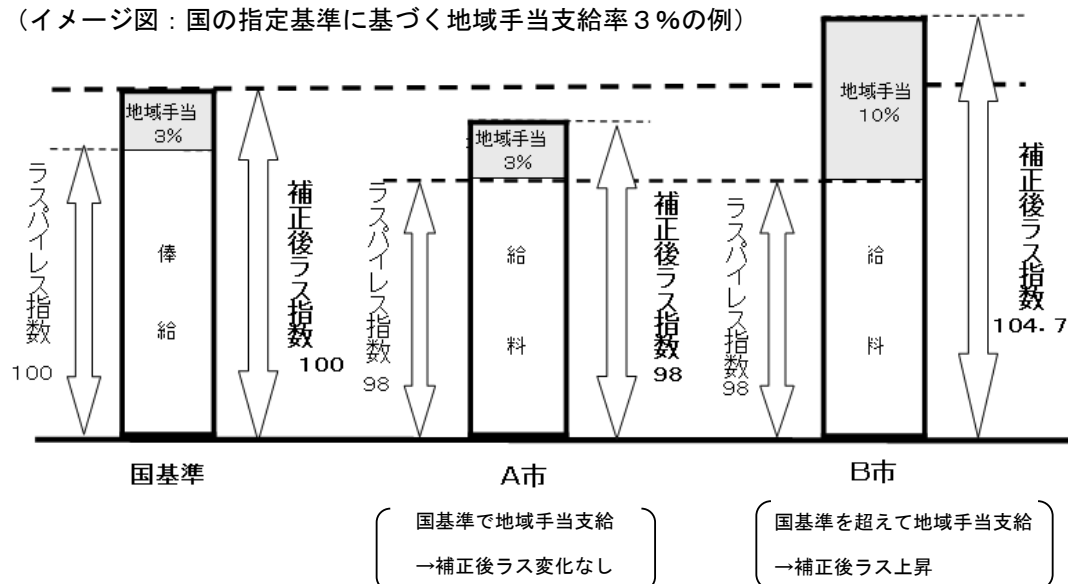 (イメージ図:国の指定基準に基づく地域手当支給率3%の例)
地域手当
3%
俸
給
ラスパイレス指数
100
補正後ラス指数
100
国基準
地域手当
3%
給
料
ラスパイレス指数
98
補正後ラス指数
98
A市
国基準で地域手当支給
→補正後ラス変化なし
地域手当
10%
給
料
ラスパイレス指数
98
補正後ラス指数
104.7
B市
国基準を超えて地域手当支給
→補正後ラス上昇